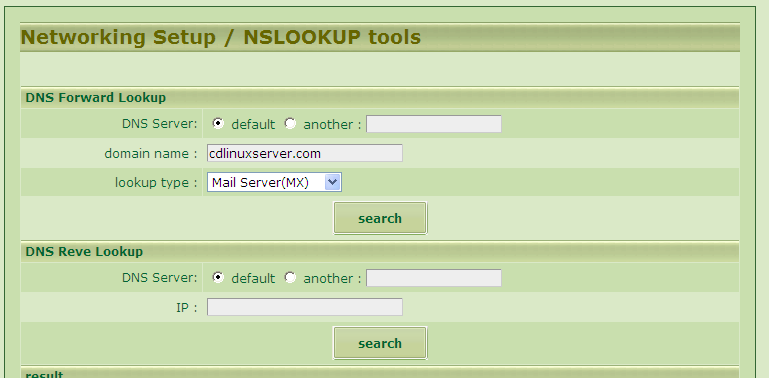 Networking Setup / NSLOOKUP tools
DNS Forward Lookup
DNS Server: default another :
domain name : cdlinuxserver.com
lookup type : Mail Server(MX)
search
DNS Reve Lookup
DNS Server: default another :
IP :
search
result